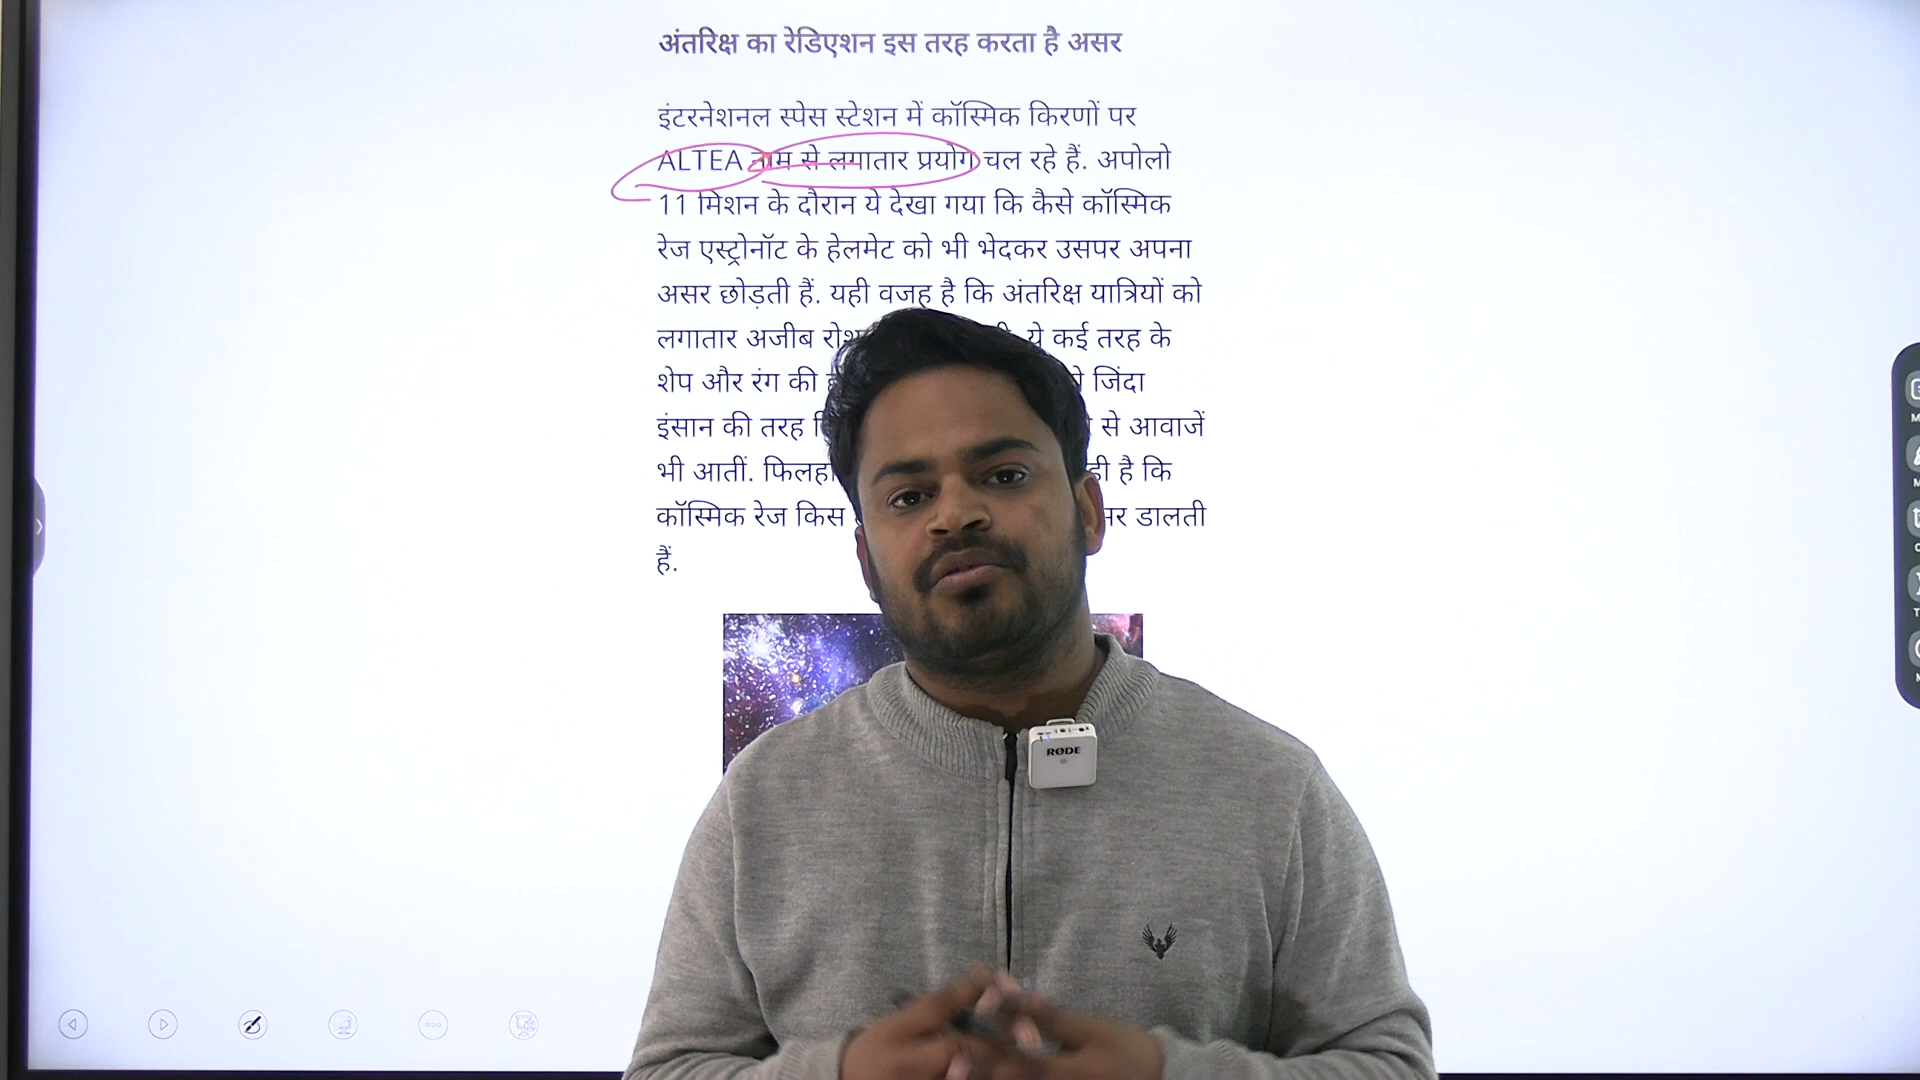 अंतरिक्ष का रेडिएशन इस तरह करता है असर
इंटरनेशनल स्पेस स्टेशन में कॉस्मिक किरणों पर
ALTEA नाम से लगातार प्रयोग चल रहे हैं. अपोलो
11 मिशन के दौरान ये देखा गया कि कैसे कॉस्मिक
रेज एस्ट्रोनॉट के हेलमेट को भी भेदकर उसपर अपना
असर छोड़ती हैं. यही वजह है कि अंतरिक्ष यात्रियों को
लगातार अजीब ये कई तरह के
शेप और रंग की जिंदा
इंसान की तरह से आवाजें
भी आतीं. है कि
कॉस्मिक रेज किस डालती
हैं.
RØDE